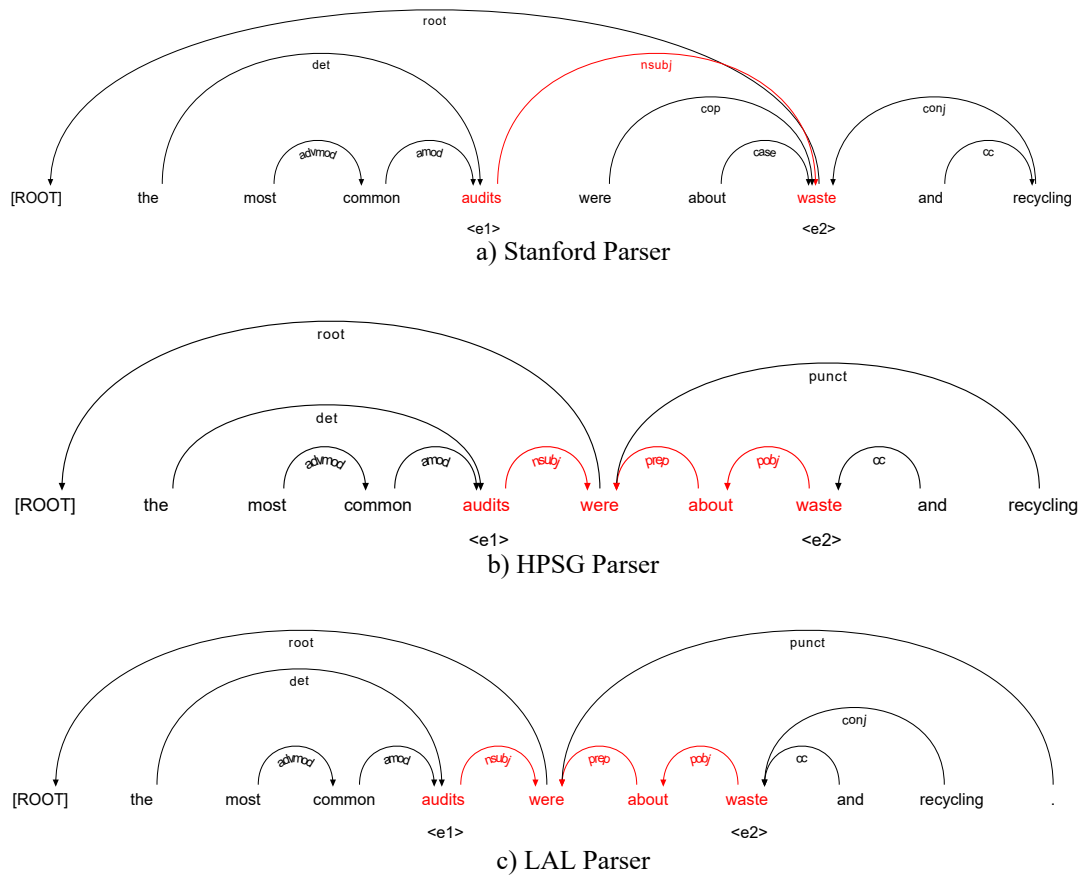 root
det
nsubj
cop
conj
advmod
amod
case
cc
[ROOT] the most common audits were about waste and recycling
<e1> <e2>
a) Stanford Parser
root
punct
det
advmod
amod
nsubj
prep
pobj
cc
[ROOT] the most common audits were about waste and recycling
<e1> <e2>
b) HPSG Parser
root
punct
det
conj
advmod
amod
nsubj
prep
pobj
cc
[ROOT] the most common audits were about waste and recycling .
<e1> <e2>
c) LAL Parser